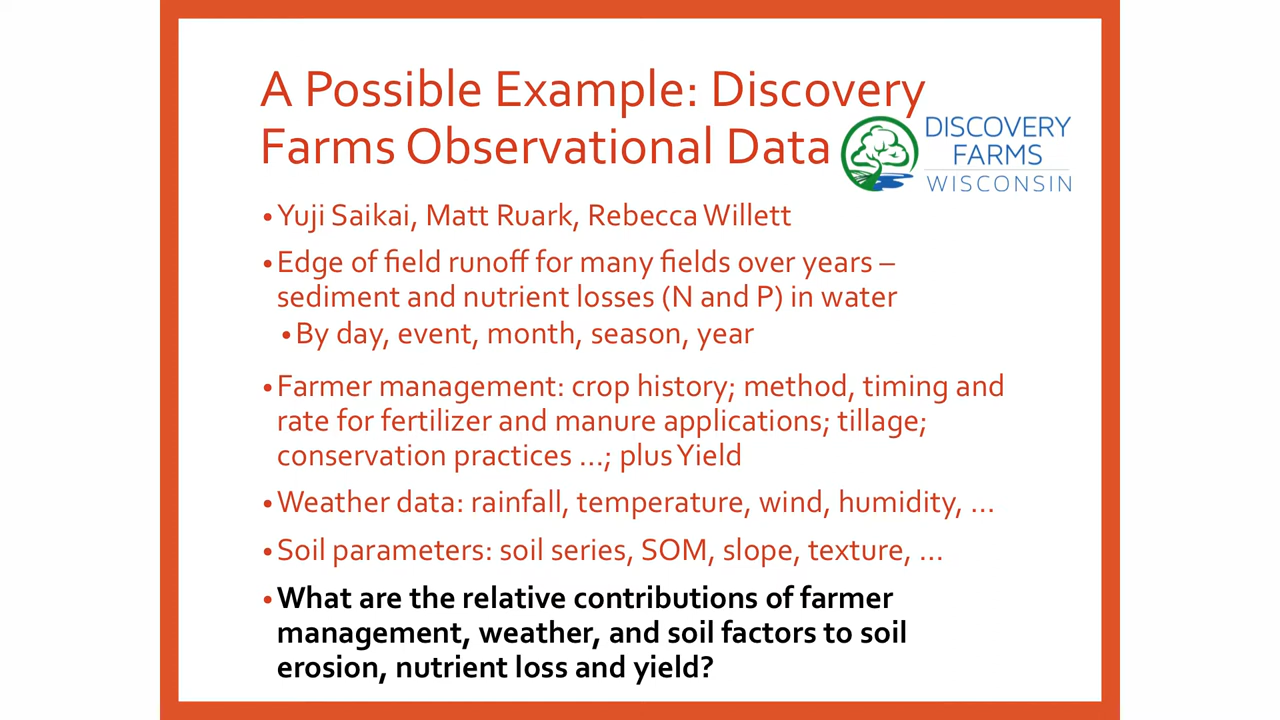 A Possible Example: Discovery
Farms Observational Data
DISCOVERY
FARMS
WISCONSIN
•Yuji Saikai, Matt Ruark, Rebecca Willett
•Edge of field runoff for many fields over years –
sediment and nutrient losses (N and P) in water
•By day, event, month, season, year
•Farmer management: crop history; method, timing and
rate for fertilizer and manure applications; tillage;
conservation practices …; plus Yield
•Weather data: rainfall, temperature, wind, humidity, …
•Soil parameters: soil series, SOM, slope, texture, …
•What are the relative contributions of farmer
management, weather, and soil factors to soil
erosion, nutrient loss and yield?